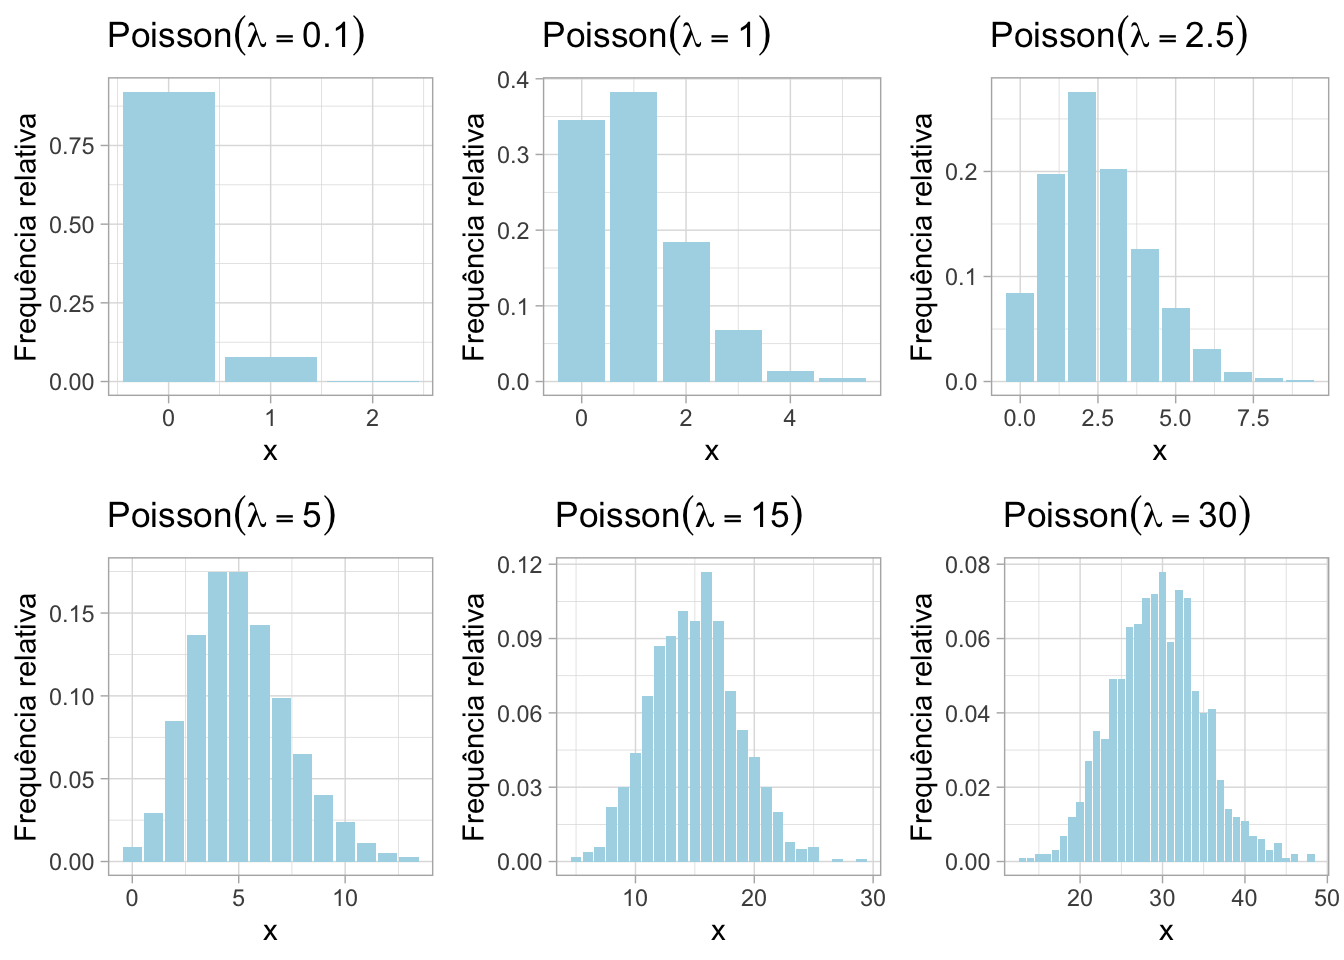 Poisson(λ = 0.1)
Frequência relativa
0.75
0.50
0.25
0.00
0 1 2
x
Poisson(λ = 1)
Frequência relativa
0.4
0.3
0.2
0.1
0.0
0 2 4
x
Poisson(λ = 2.5)
Frequência relativa
0.2
0.1
0.0
0.0 2.5 5.0 7.5
x
Poisson(λ = 5)
Frequência relativa
0.15
0.10
0.05
0.00
0 5 10
x
Poisson(λ = 15)
Frequência relativa
0.12
0.09
0.06
0.03
0.00
10 20 30
x
Poisson(λ = 30)
Frequência relativa
0.08
0.06
0.04
0.02
0.00
20 30 40 50
x